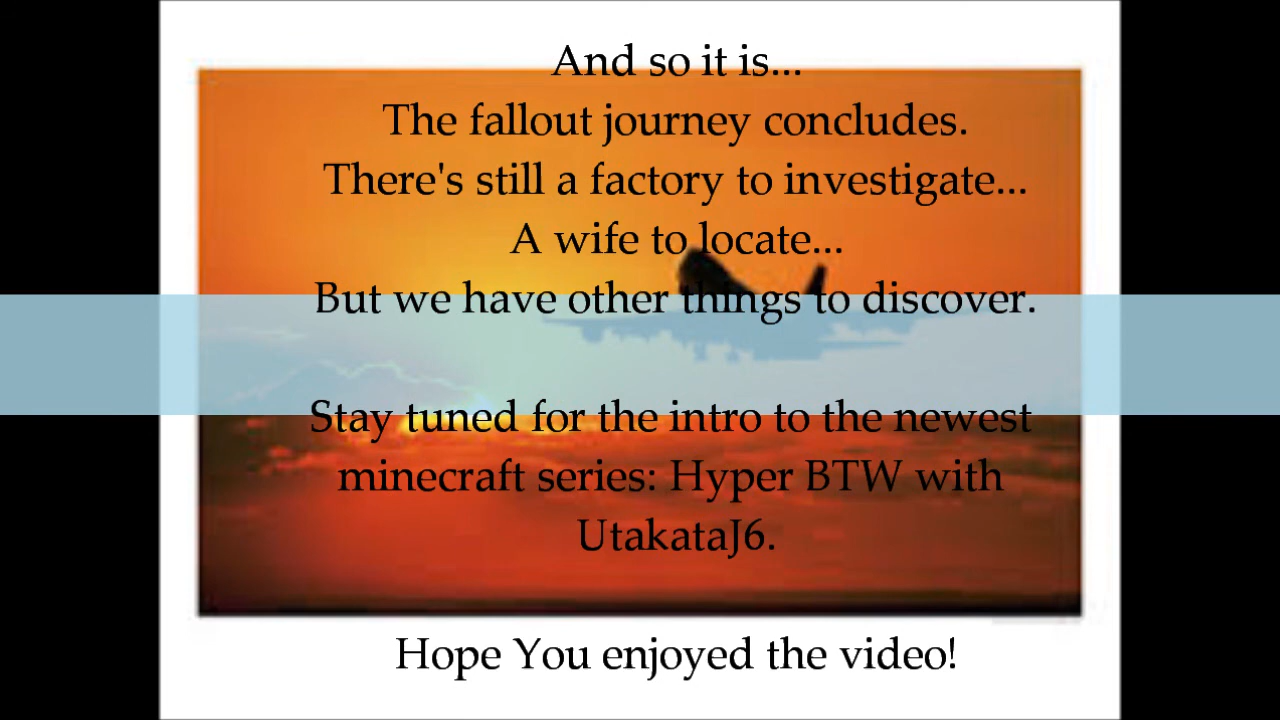 And so it is...
The fallout journey concludes.
There's still a factory to investigate...
A wife to locate...
But we have other things to discover.
Stay tuned for the intro to the newest
minecraft series: Hyper BTW with
UtakataJ6.
Hope You enjoyed the video!